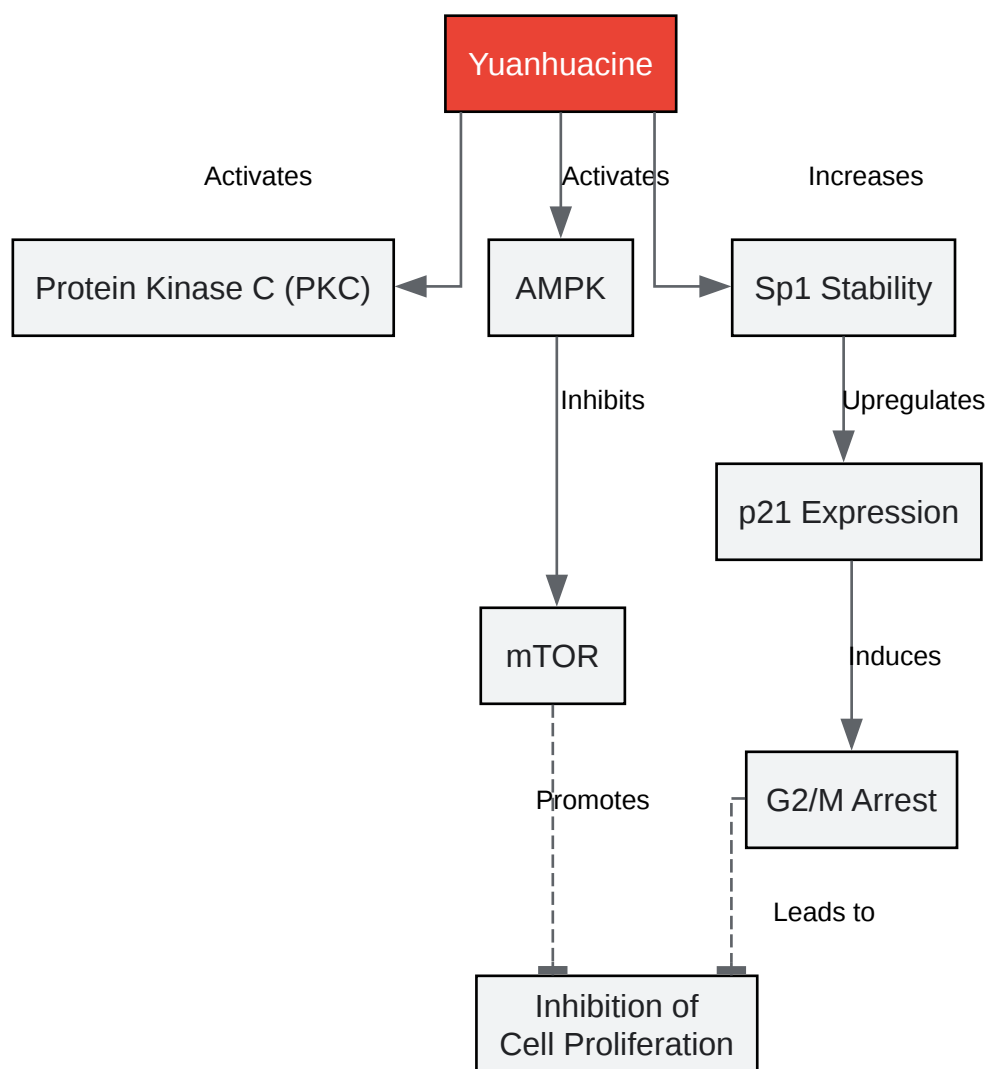 Yuanhuacine
Activates
Activates
Increases
Protein Kinase C (PKC)
AMPK
Sp1 Stability
Inhibits
Upregulates
p21 Expression
mTOR
Induces
Promotes
G2/M Arrest
Leads to
Inhibition of
Cell Proliferation